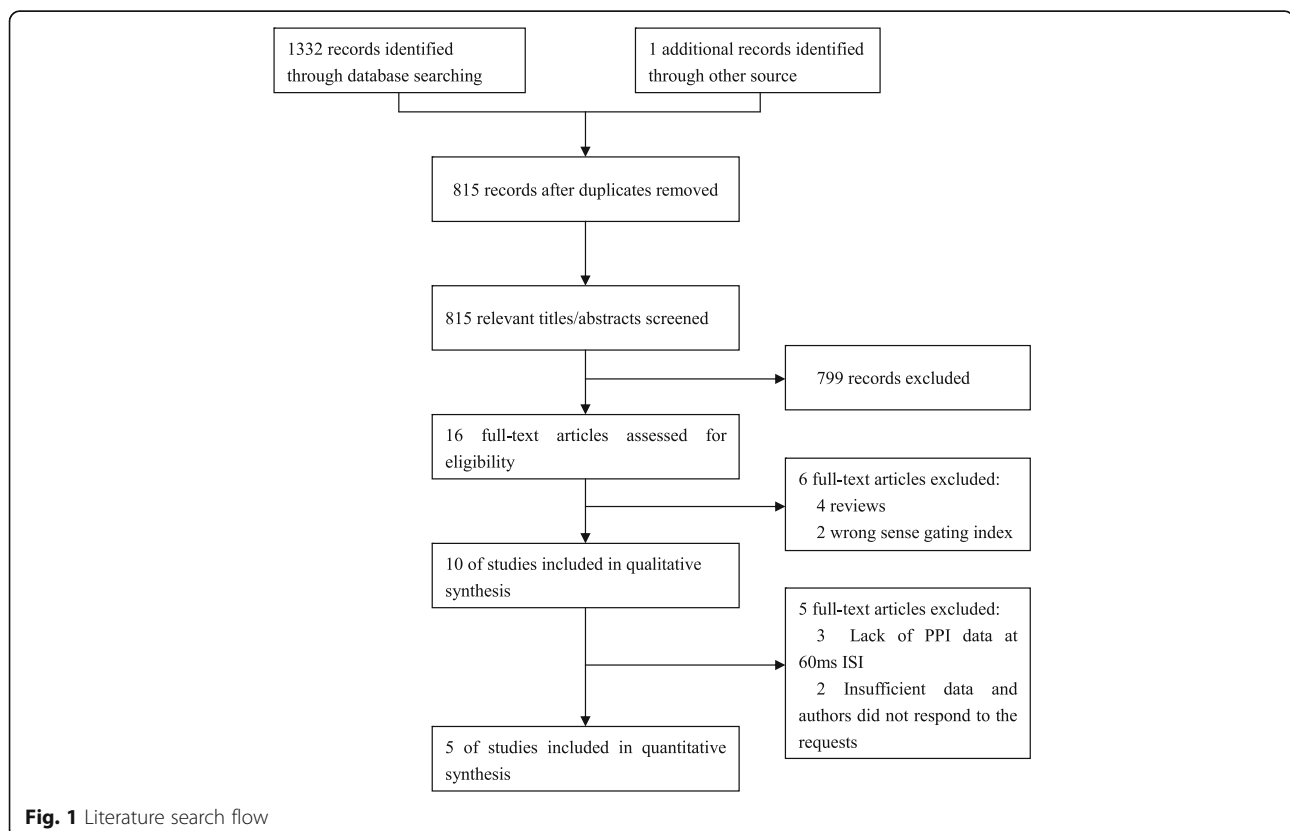 1332 records identified
through database searching
1 additional records identified
through other source
815 records after duplicates removed
815 relevant titles/abstracts screened
799 records excluded
16 full-text articles assessed for
eligibility
6 full-text articles excluded:
4 reviews
2 wrong sense gating index
10 of studies included in qualitative
synthesis
5 full-text articles excluded:
3 Lack of PPI data at
60ms ISI
2 Insufficient data and
authors did not respond to the
requests
5 of studies included in quantitative
synthesis
Fig. 1 Literature search flow